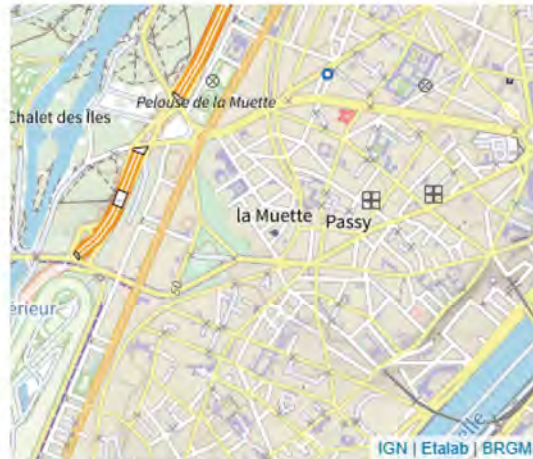 Pelouse de la Muette
Chalet des Îles
la Muette
Passy
50
érieur
IGN | Etalab | BRGM